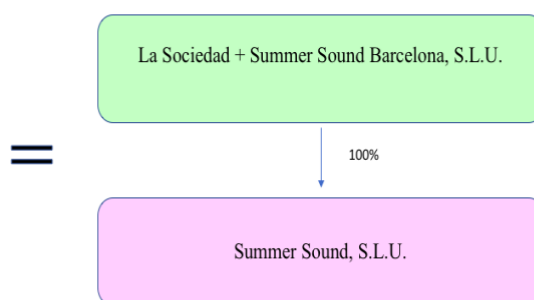 La Sociedad + Summer Sound Barcelona, S.L.U.
=
100%
Summer Sound, S.L.U.